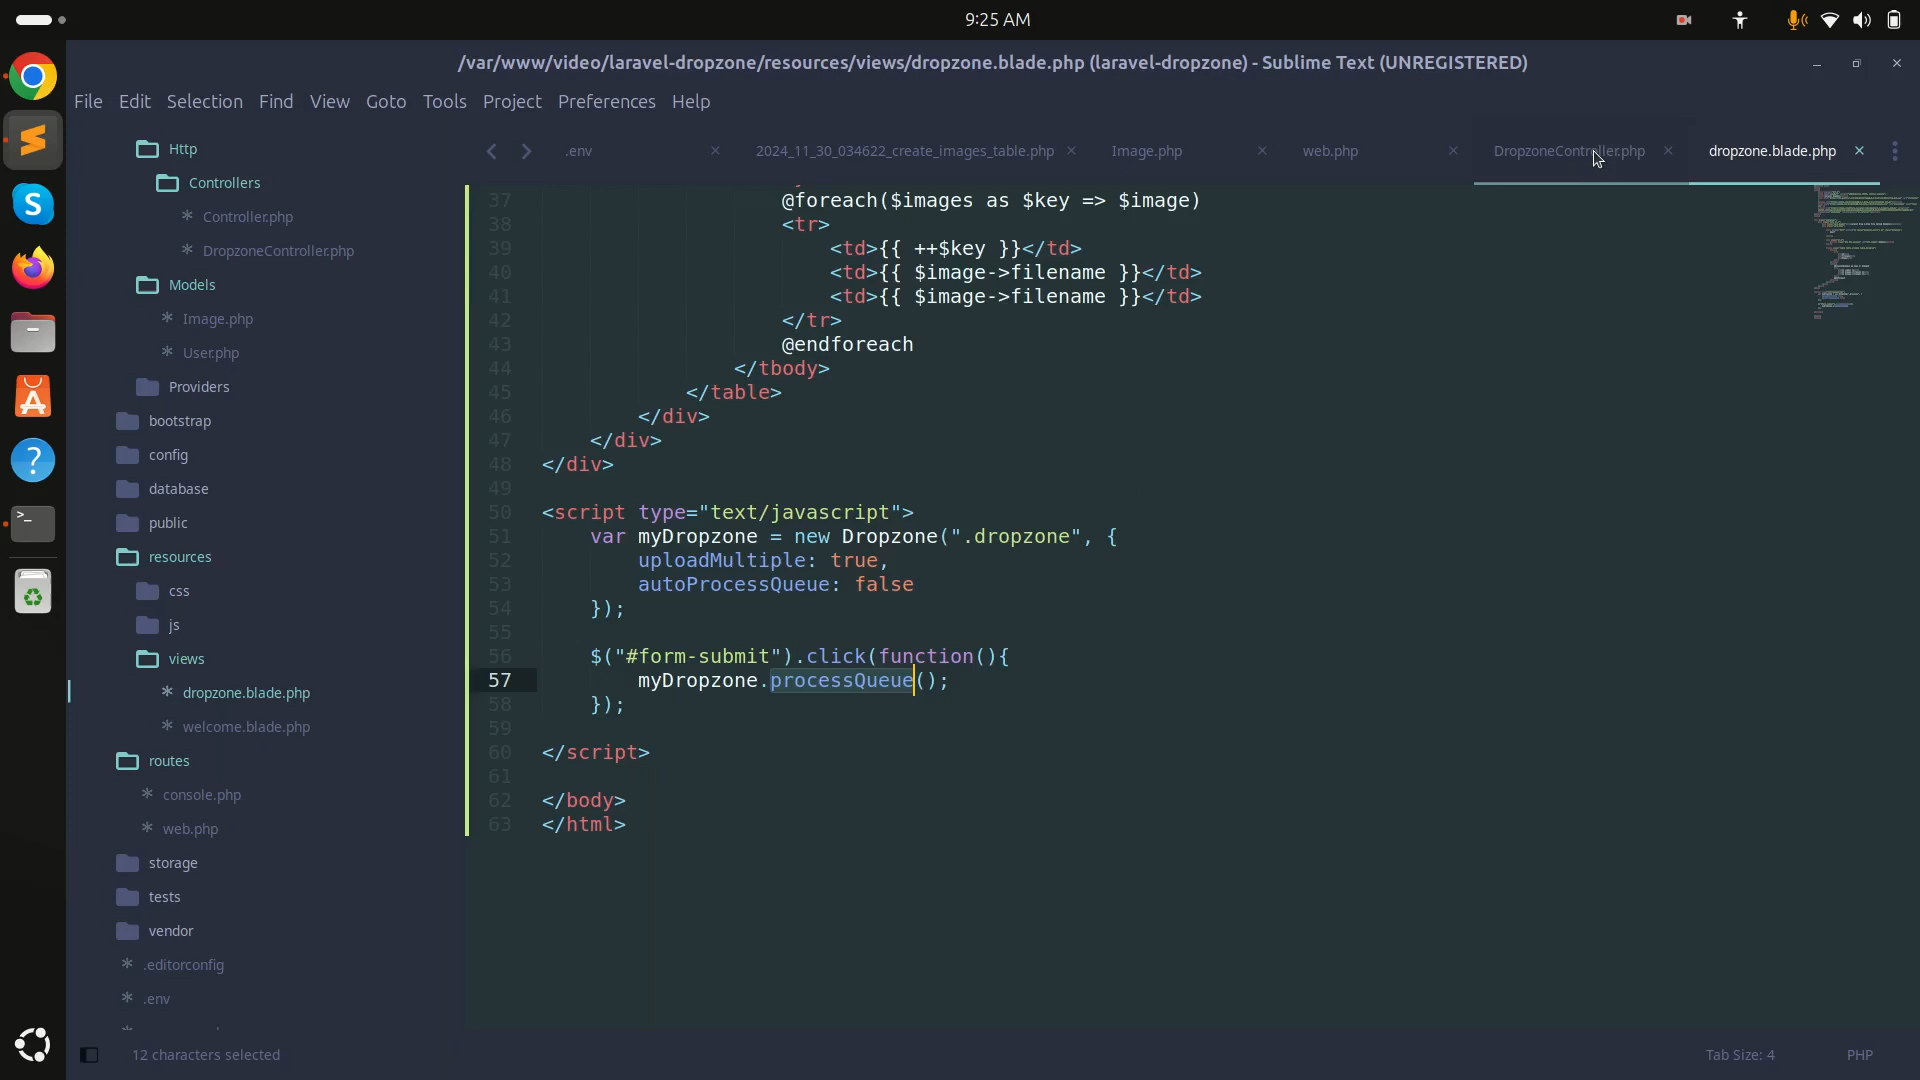 9:25 AM
/var/www/video/laravel-dropzone/resources/views/dropzone.blade.php (laravel-dropzone) - Sublime Text (UNREGISTERED)
File Edit Selection Find View Goto Tools Project Preferences Help
.env 2024_11_30_034622_create_images_table.php Image.php web.php DropzoneController.php dropzone.blade.php
Http
Controllers
Controller.php
DropzoneController.php
Models
Image.php
User.php
Providers
bootstrap
config
database
public
resources
css
js
views
dropzone.blade.php
welcome.blade.php
routes
console.php
web.php
storage
tests
vendor
.editorconfig
.env
37 @foreach($images as $key => $image)
38 <tr>
39 <td>{{ ++$key }}</td>
40 <td>{{ $image->filename }}</td>
41 <td>{{ $image->filename }}</td>
42 </tr>
43 @endforeach
44 </tbody>
45 </table>
46 </div>
47 </div>
48 </div>
49
50 <script type="text/javascript">
51 var myDropzone = new Dropzone(".dropzone", {
52 uploadMultiple: true,
53 autoProcessQueue: false
54 });
55
56 $("#form-submit").click(function(){
57 myDropzone.processQueue();
58 });
59
60 </script>
61
62 </body>
63 </html>
12 characters selected
Tab Size: 4
PHP